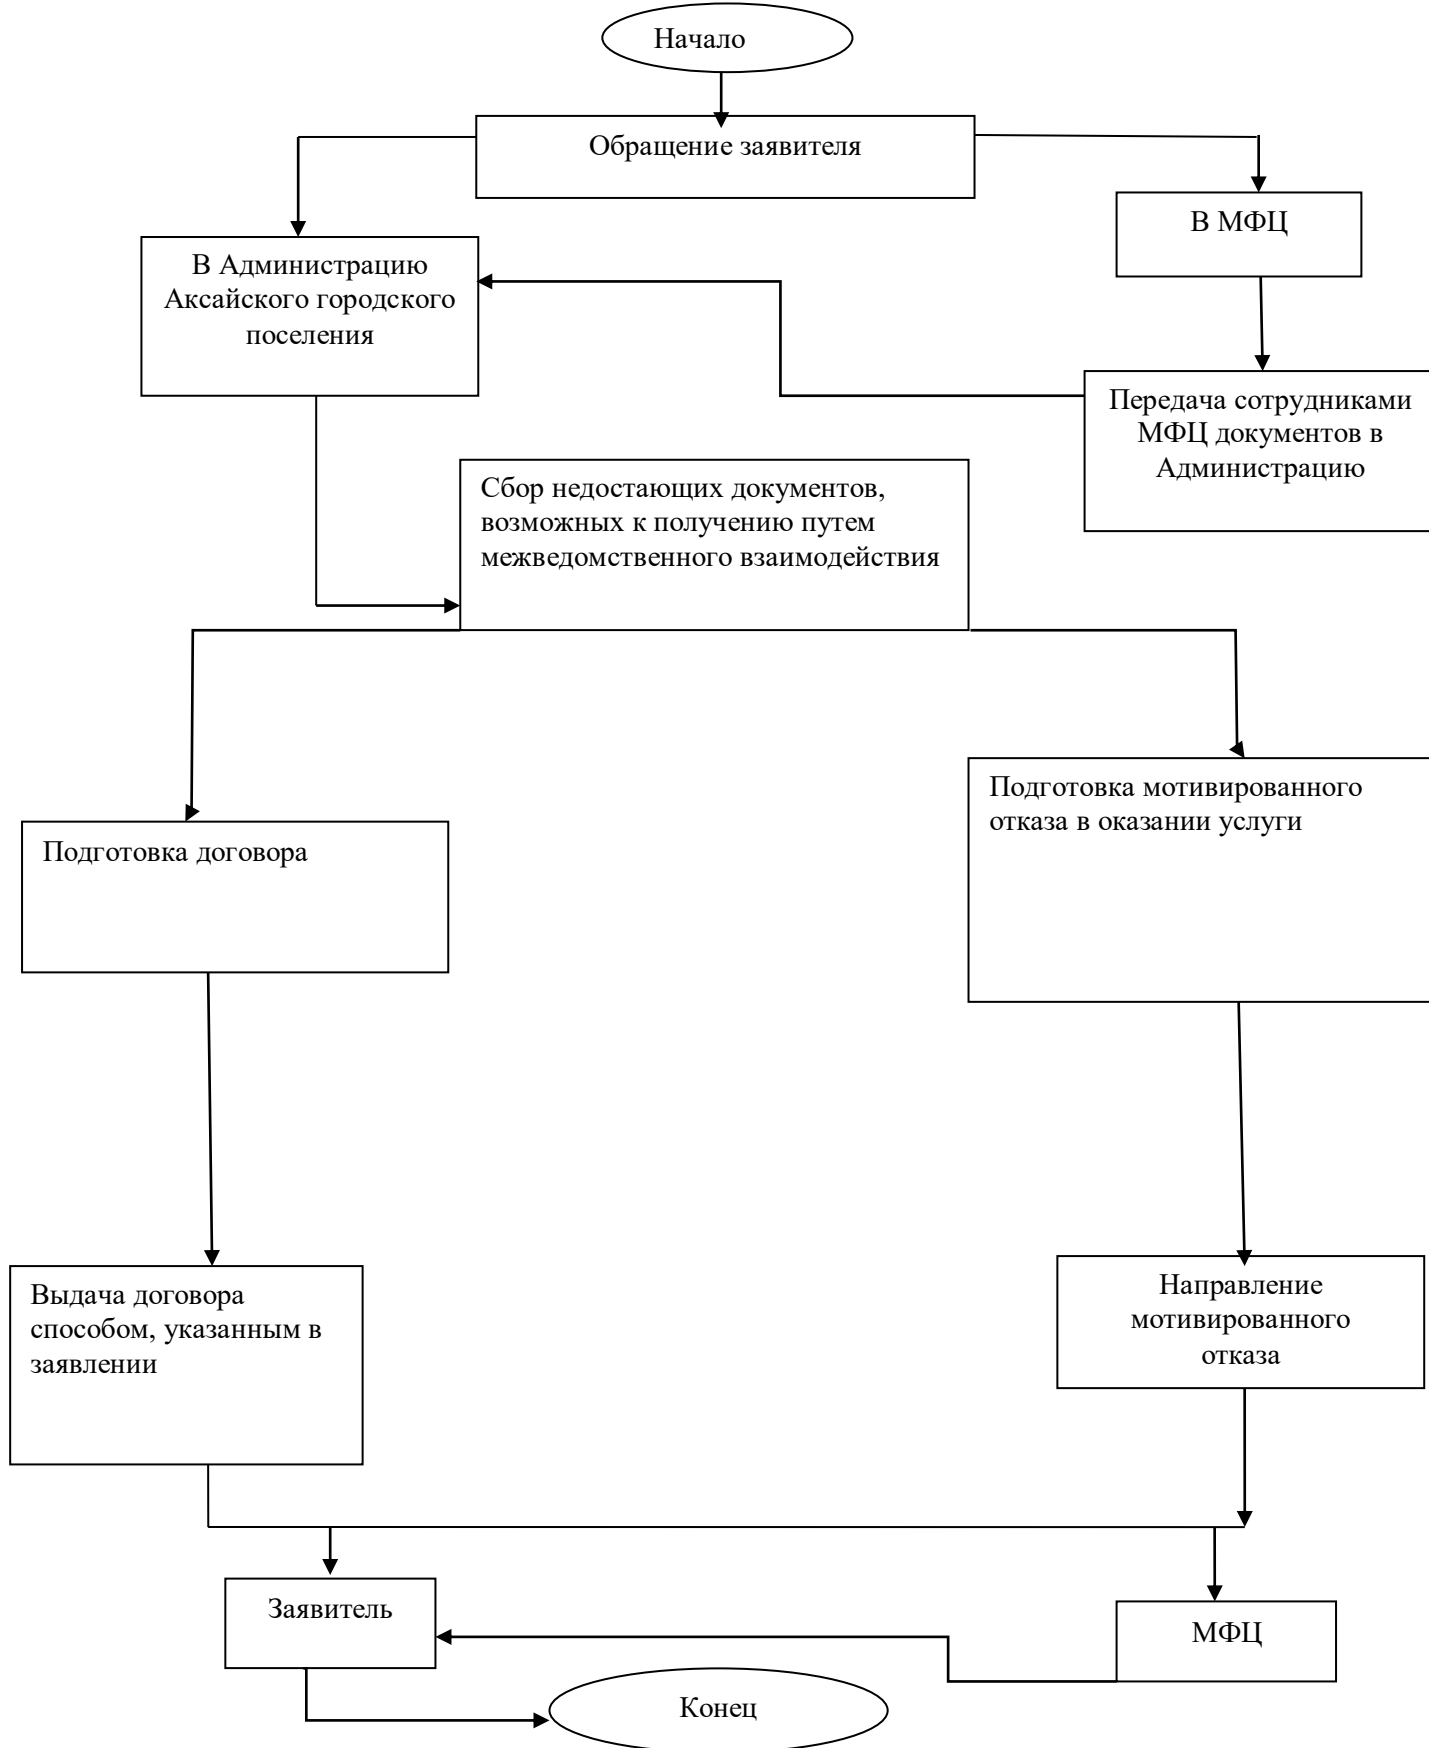 Начало
Обращение заявителя
В МФЦ
В Администрацию
Аксайского городского
поселения
Передача сотрудниками
МФЦ документов в
Администрацию
Сбор недостающих документов,
возможных к получению путем
межведомственного взаимодействия
Подготовка мотивированного
отказа в оказании услуги
Подготовка договора
Выдача договора
способом, указанным в
заявлении
Направление
мотивированного
отказа
Заявитель
МФЦ
Конец